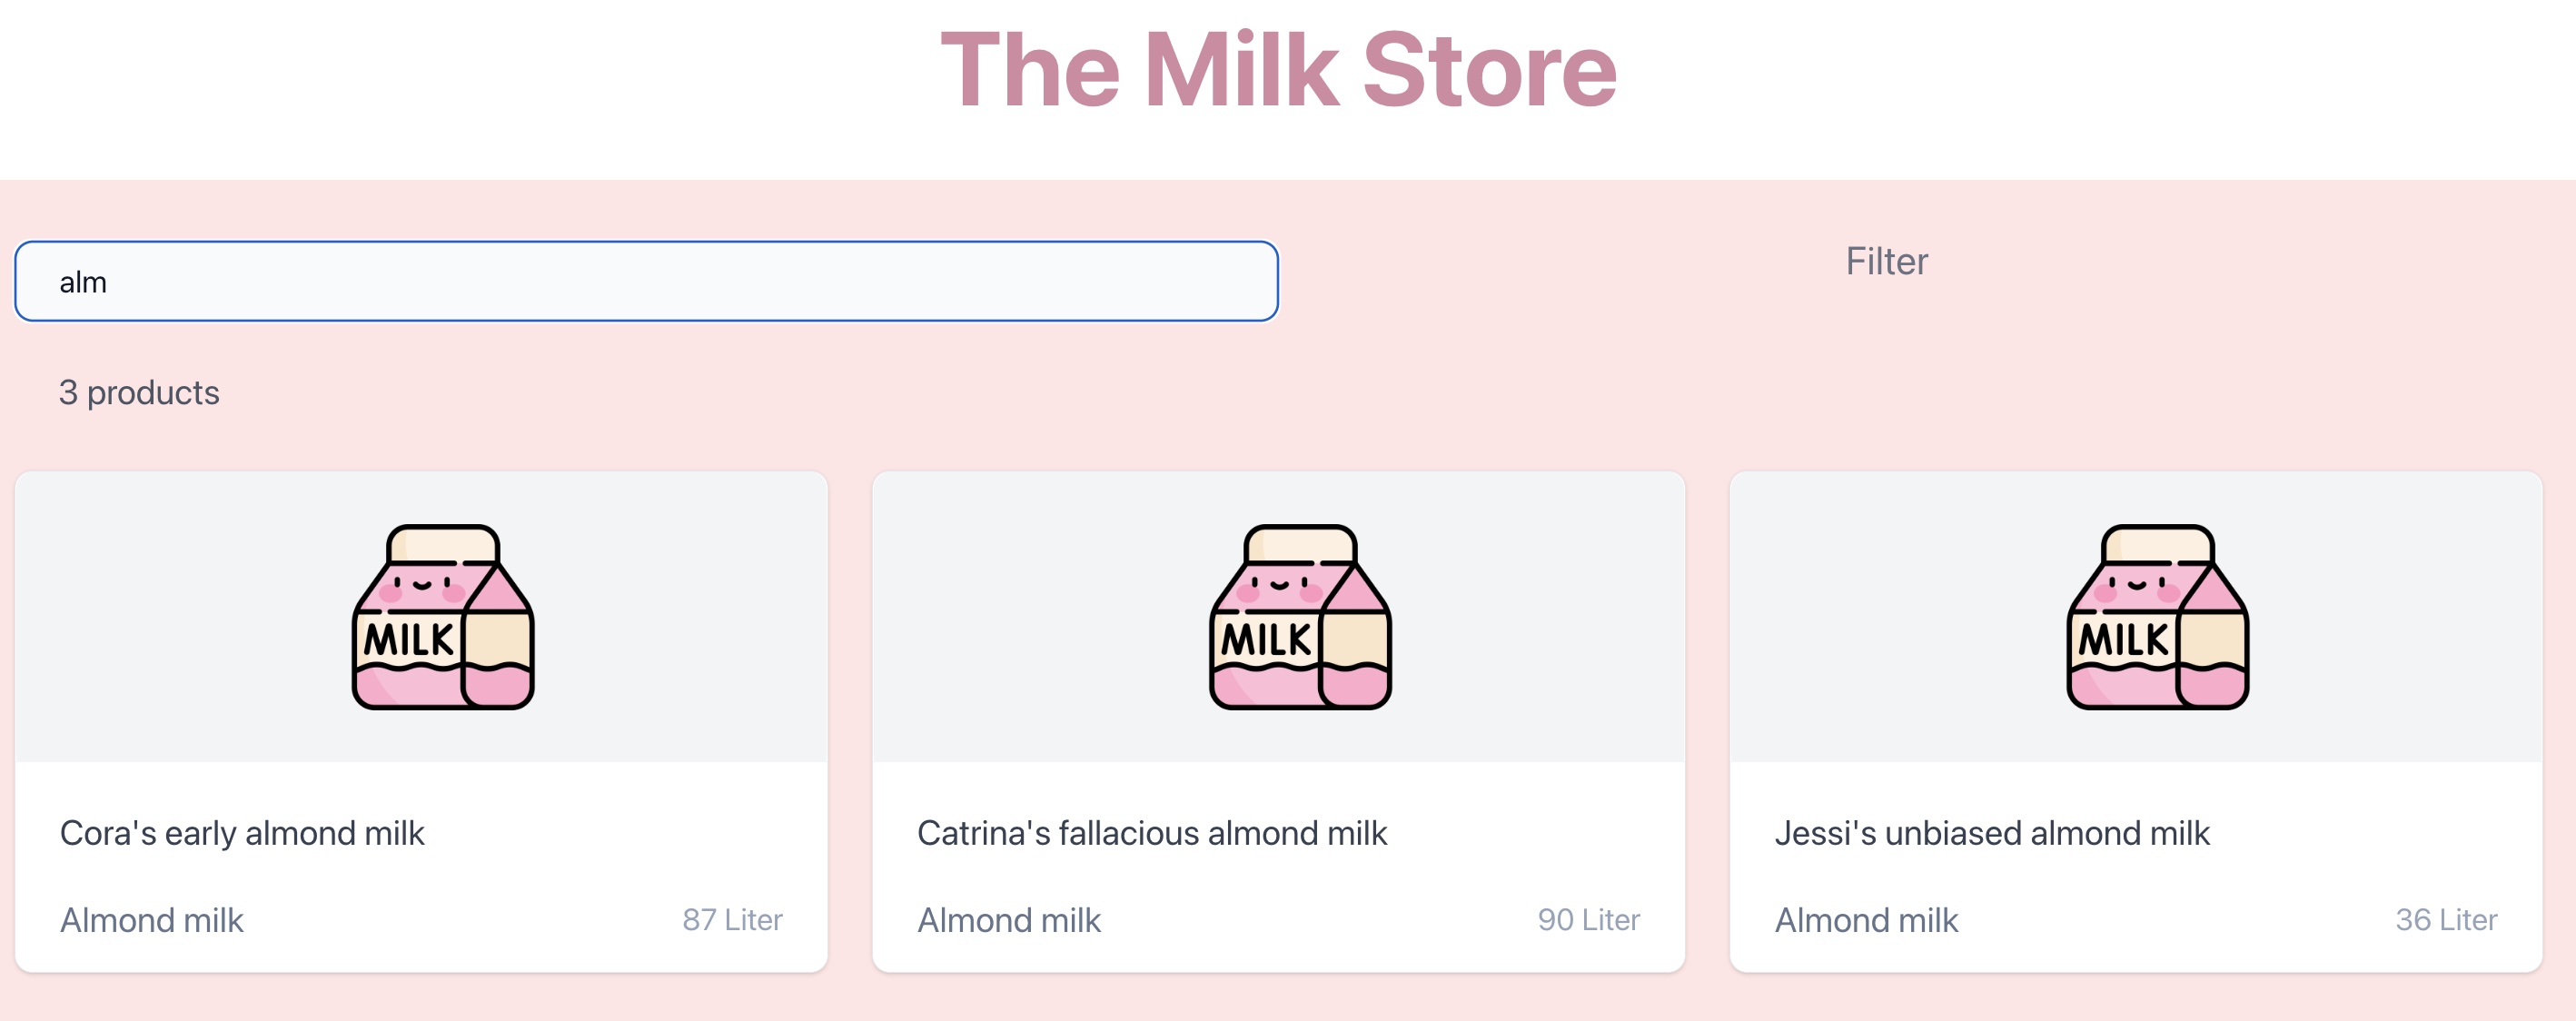 The Milk Store
alm
Filter
3 products
MILK
MILK
MILK
Cora's early almond milk
Catrina's fallacious almond milk
Jessi's unbiased almond milk
Almond milk
87 Liter
Almond milk
90 Liter
Almond milk
36 Liter